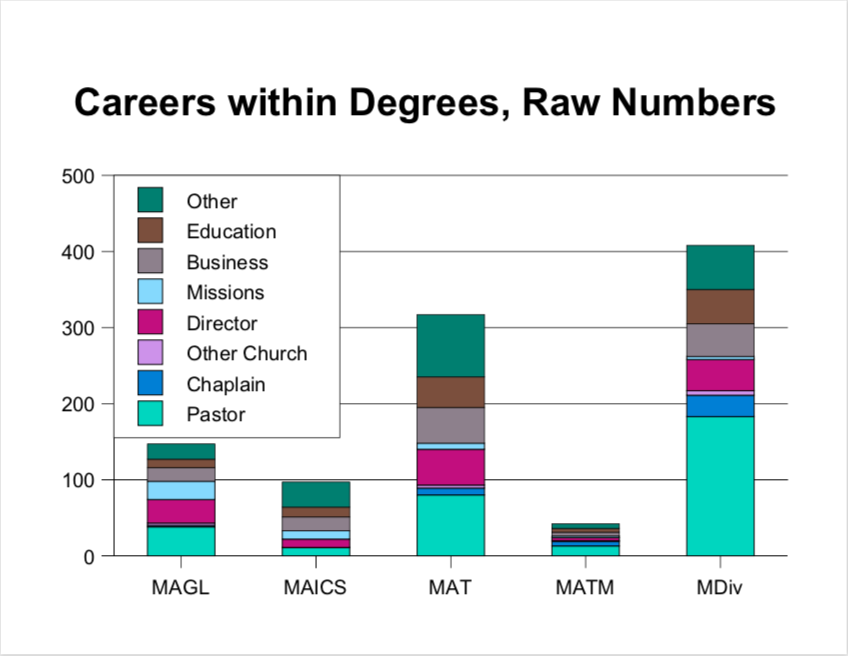 Careers within Degrees, Raw Numbers
500
400
300
200
100
0
Other
Education
Business
Missions
Director
Other Church
Chaplain
Pastor
MAGL
MAICS
MAT
MATM
MDiv